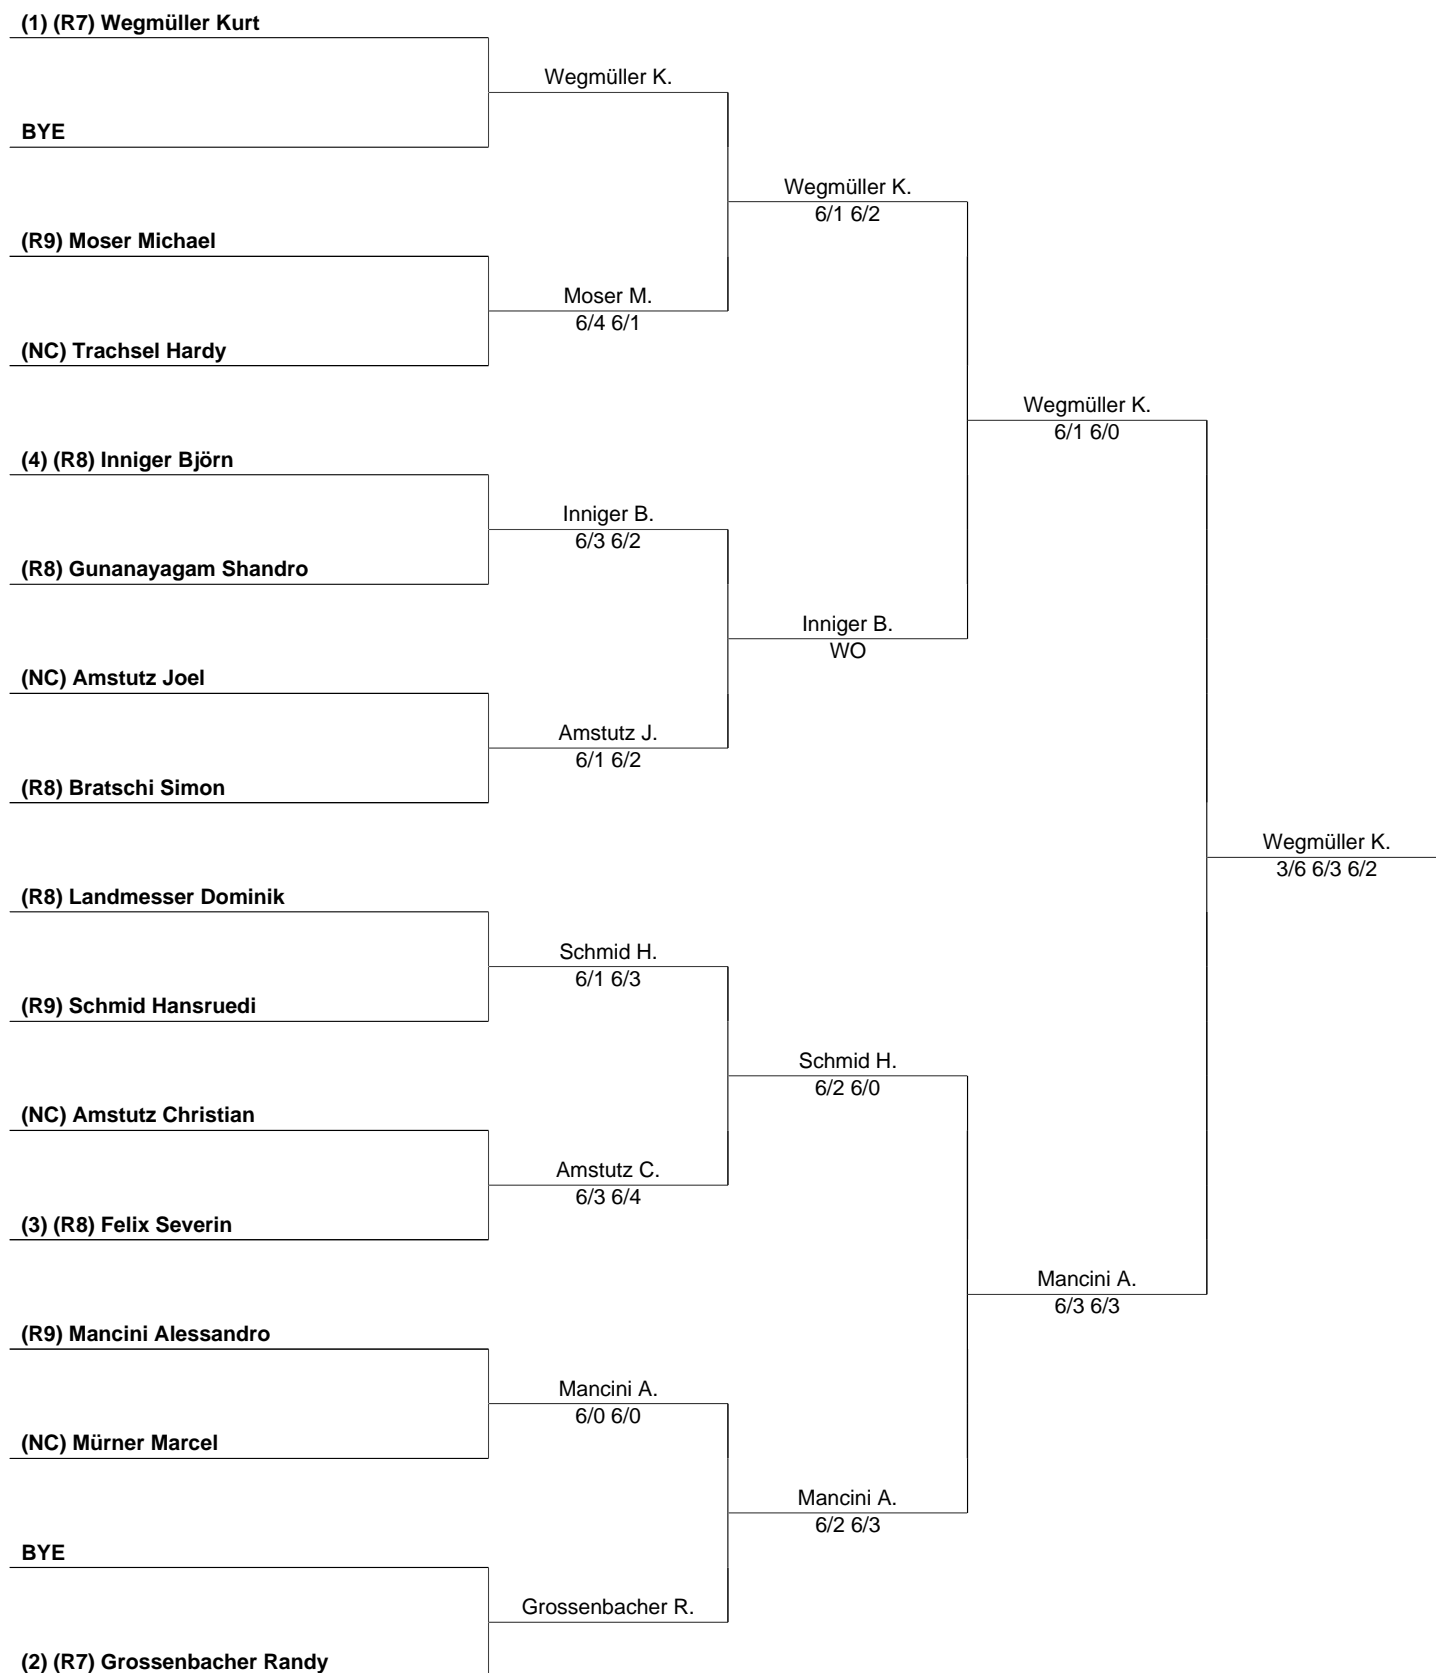 (1) (R7) Wegmüller Kurt
Wegmüller K.
BYE
Wegmüller K.
6/1 6/2
(R9) Moser Michael
Moser M.
6/4 6/1
(NC) Trachsel Hardy
Wegmüller K.
6/1 6/0
(4) (R8) Inniger Björn
Inniger B.
6/3 6/2
(R8) Gunanayagam Shandro
Inniger B.
WO
(NC) Amstutz Joel
Amstutz J.
6/1 6/2
(R8) Bratschi Simon
Wegmüller K.
3/6 6/3 6/2
(R8) Landmesser Dominik
Schmid H.
6/1 6/3
(R9) Schmid Hansruedi
Schmid H.
6/2 6/0
(NC) Amstutz Christian
Amstutz C.
6/3 6/4
(3) (R8) Felix Severin
Mancini A.
6/3 6/3
(R9) Mancini Alessandro
Mancini A.
6/0 6/0
(NC) Mürner Marcel
Mancini A.
6/2 6/3
BYE
Grossenbacher R.
(2) (R7) Grossenbacher Randy